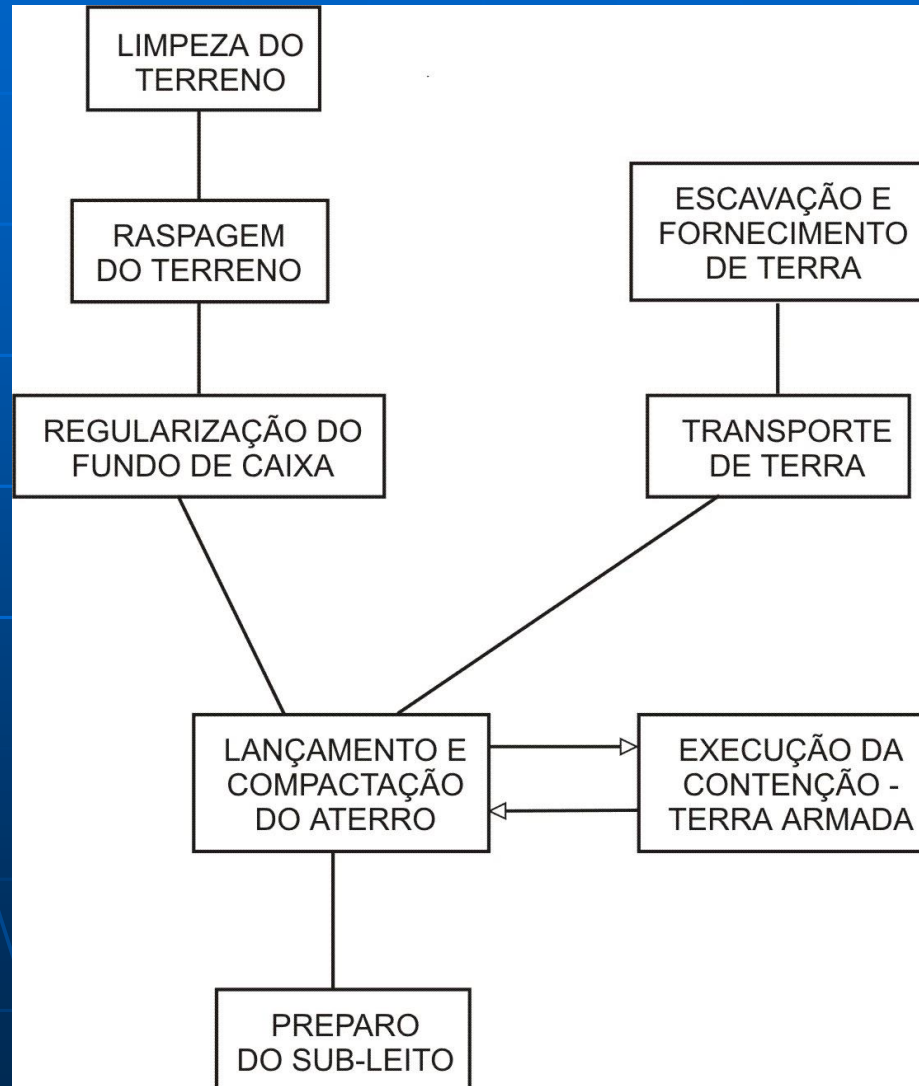 LIMPEZA DO
TERRENO
RASPAGEM
DO TERRENO
ESCAVAÇÃO E
FORNECIMENTO
DE TERRA
REGULARIZAÇÃO DO
FUNDO DE CAIXA
TRANSPORTE
DE TERRA
LANÇAMENTO E
COMPACTAÇÃO
DO ATERRO
EXECUÇÃO DA
CONTENÇÃO -
TERRA ARMADA
PREPARO
DO SUB-LEITO